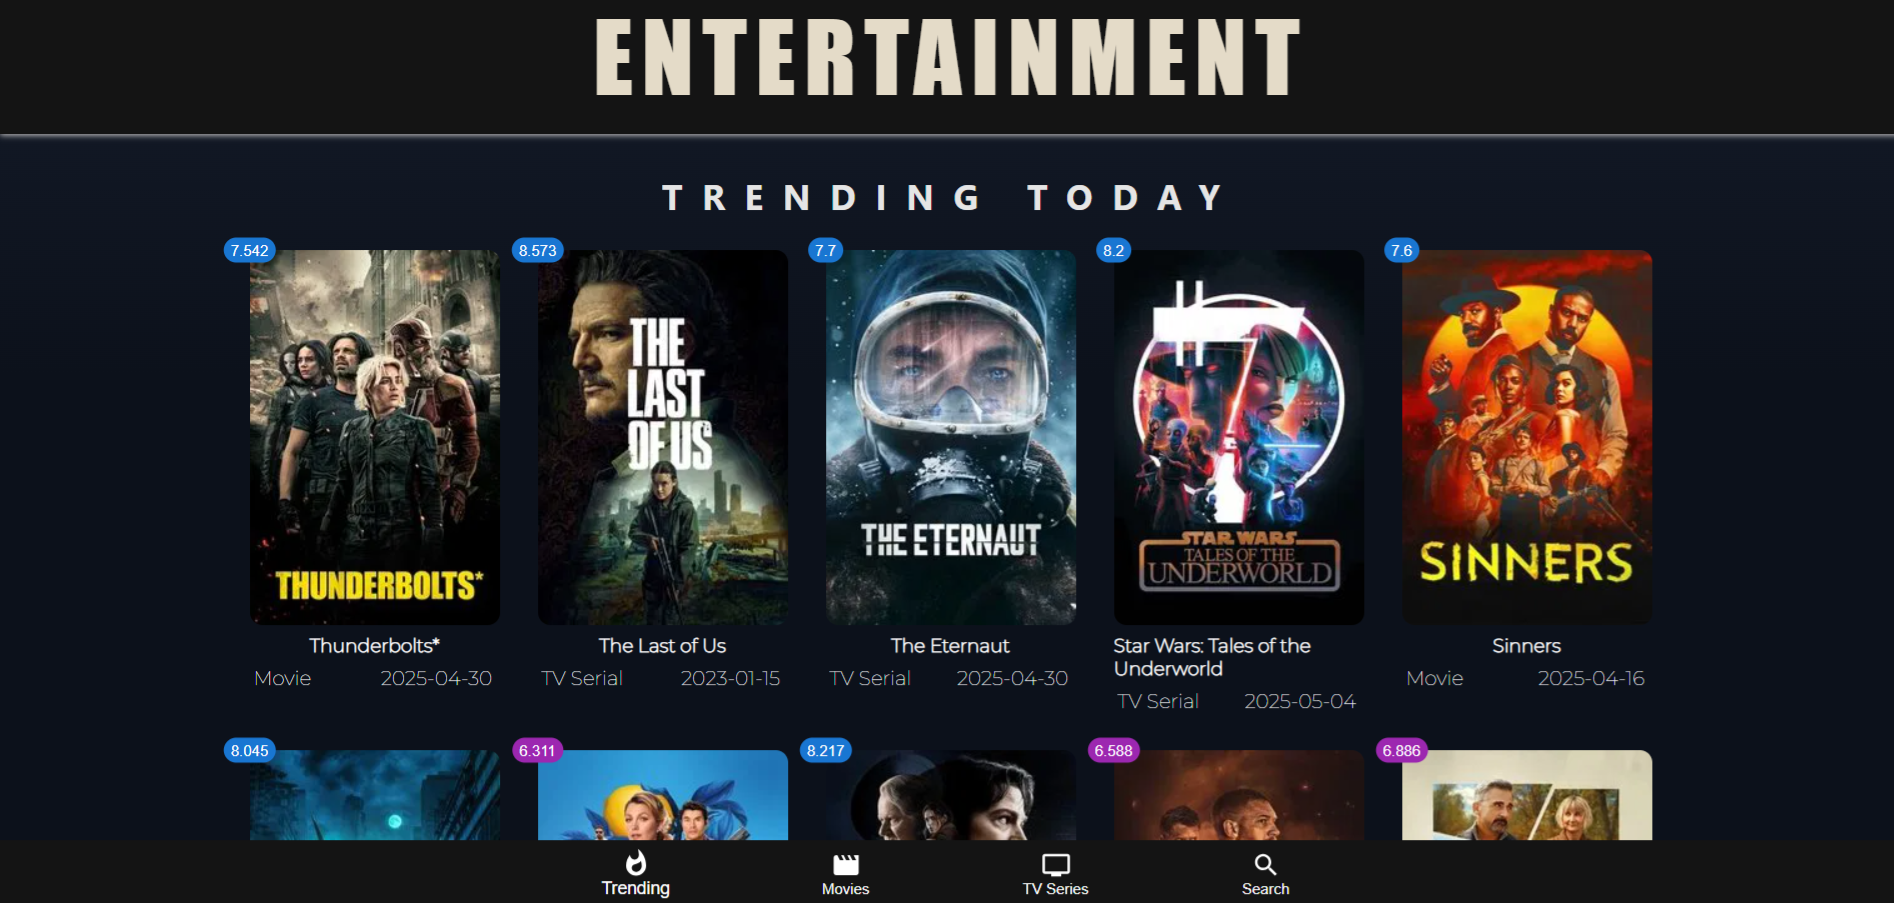 ENTERTAINMENT
TRENDING TODAY
7.542
8.573
7.7
8.2
7.6
THE
LAST
OF US
THE ETERNAUT
STAR WARS
TALES OF THE
UNDERWORLD
SINNERS
THUNDERBOLTS*
Thunderbolts*
The Last of Us
The Eternaut
Star Wars: Tales of the
Underworld
Sinners
Movie 2025-04-30
TV Serial 2023-01-15
TV Serial 2025-04-30
TV Serial 2025-05-04
Movie 2025-04-16
8.045
6.311
8.217
6.588
6.886
Trending
Movies
TV Series
Search